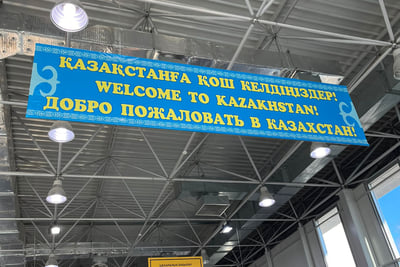 ҚАЗАҚСТАНҒА ҚОШ КЕЛДІҢІЗДЕР!
WELCOME TO KAZAKHSTAN!
ДОБРО ПОЖАЛОВАТЬ В КАЗАХСТАН!